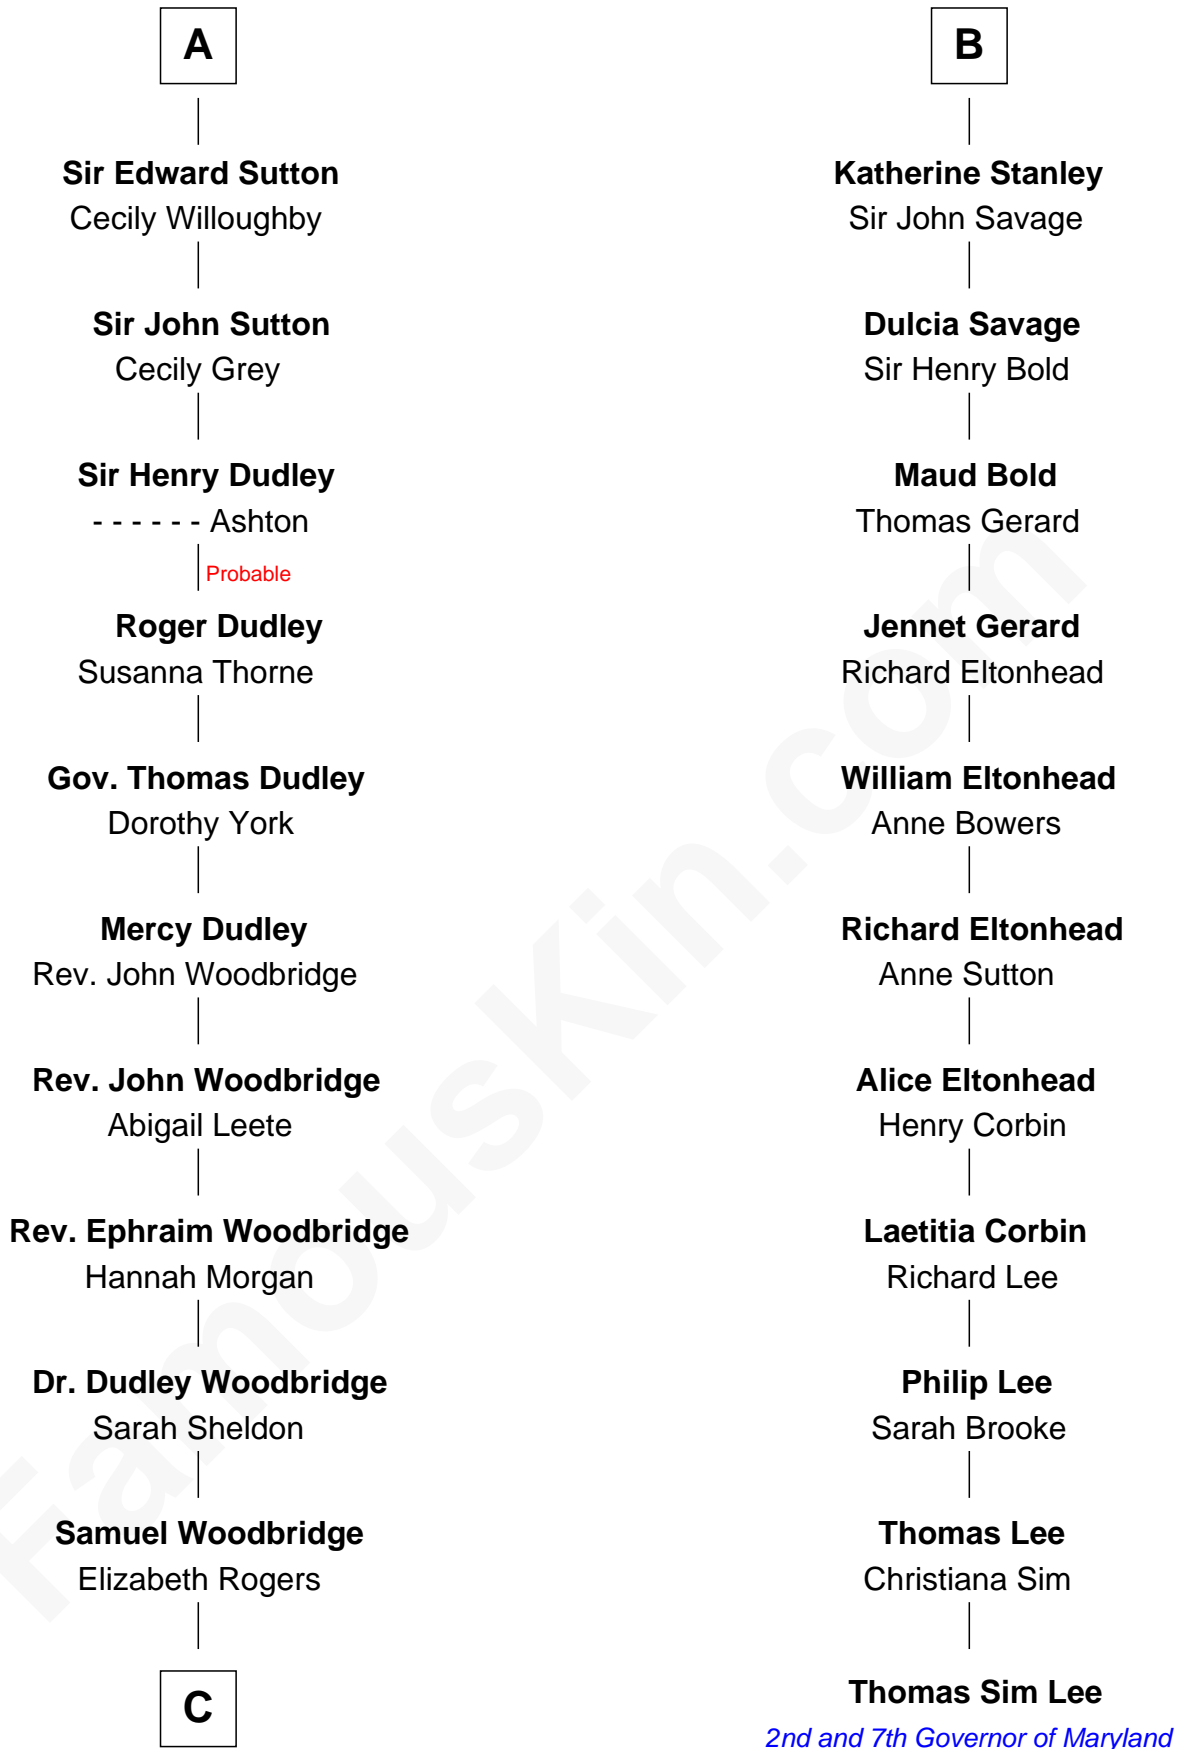 A
Sir Edward Sutton
Cecily Willoughby
Sir John Sutton
Cecily Grey
Sir Henry Dudley
- - - - - - Ashton
Probable
Roger Dudley
Susanna Thorne
Gov. Thomas Dudley
Dorothy York
Mercy Dudley
Rev. John Woodbridge
Rev. John Woodbridge
Abigail Leete
Rev. Ephraim Woodbridge
Hannah Morgan
Dr. Dudley Woodbridge
Sarah Sheldon
Samuel Woodbridge
Elizabeth Rogers
C
B
Katherine Stanley
Sir John Savage
Dulcia Savage
Sir Henry Bold
Maud Bold
Thomas Gerard
Jennet Gerard
Richard Eltonhead
William Eltonhead
Anne Bowers
Richard Eltonhead
Anne Sutton
Alice Eltonhead
Henry Corbin
Laetitia Corbin
Richard Lee
Philip Lee
Sarah Brooke
Thomas Lee
Christiana Sim
Thomas Sim Lee
2nd and 7th Governor of Maryland
FamousKin.com